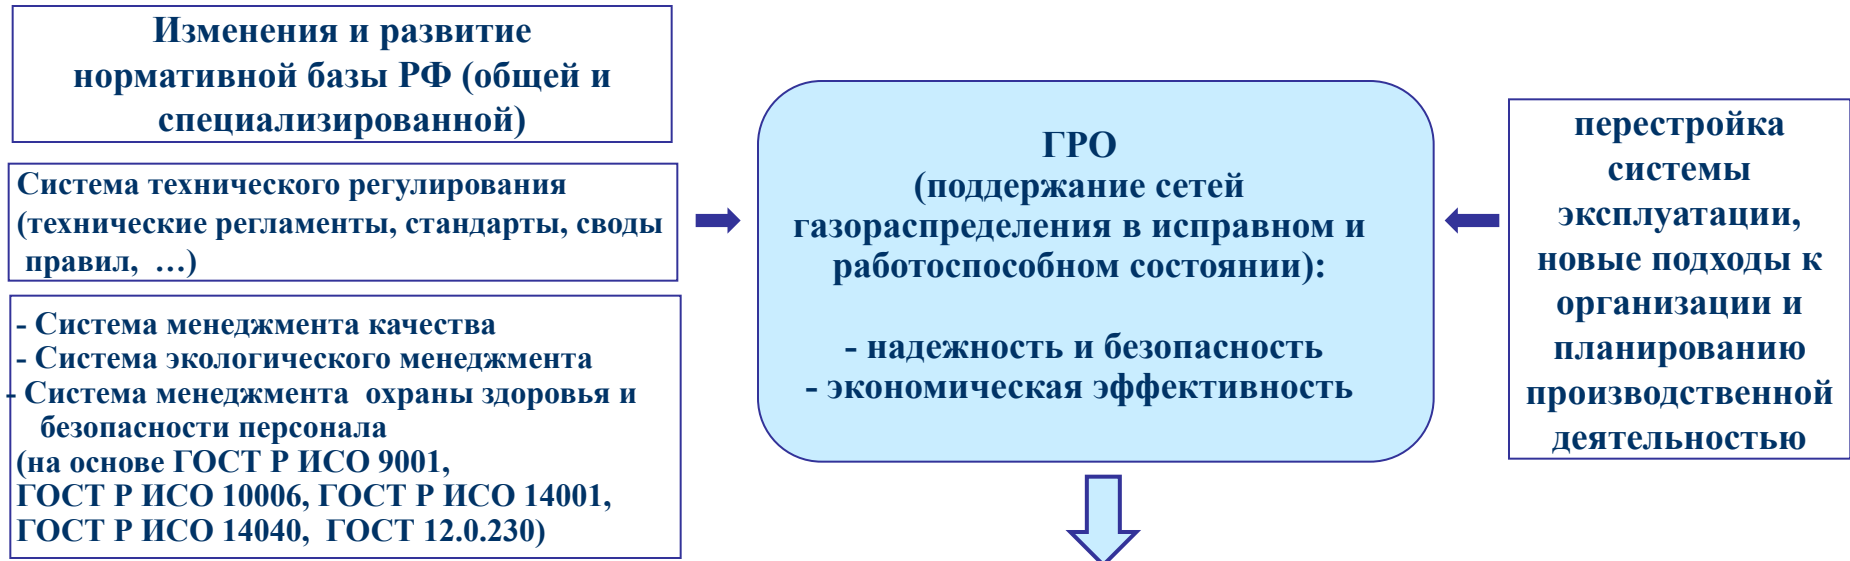 Изменения и развитие
нормативной базы РФ (общей и
специализированной)
Система технического регулирования
(технические регламенты, стандарты, своды
правил, …)
- Система менеджмента качества
- Система экологического менеджмента
- Система менеджмента охраны здоровья и
безопасности персонала
(на основе ГОСТ Р ИСО 9001,
ГОСТ Р ИСО 10006, ГОСТ Р ИСО 14001,
ГОСТ Р ИСО 14040, ГОСТ 12.0.230)
ГРО
(поддержание сетей
газораспределения в исправном и
работоспособном состоянии):
- надежность и безопасность
- экономическая эффективность
перестройка
системы
эксплуатации,
новые подходы к
организации и
планированию
производственной
деятельностью